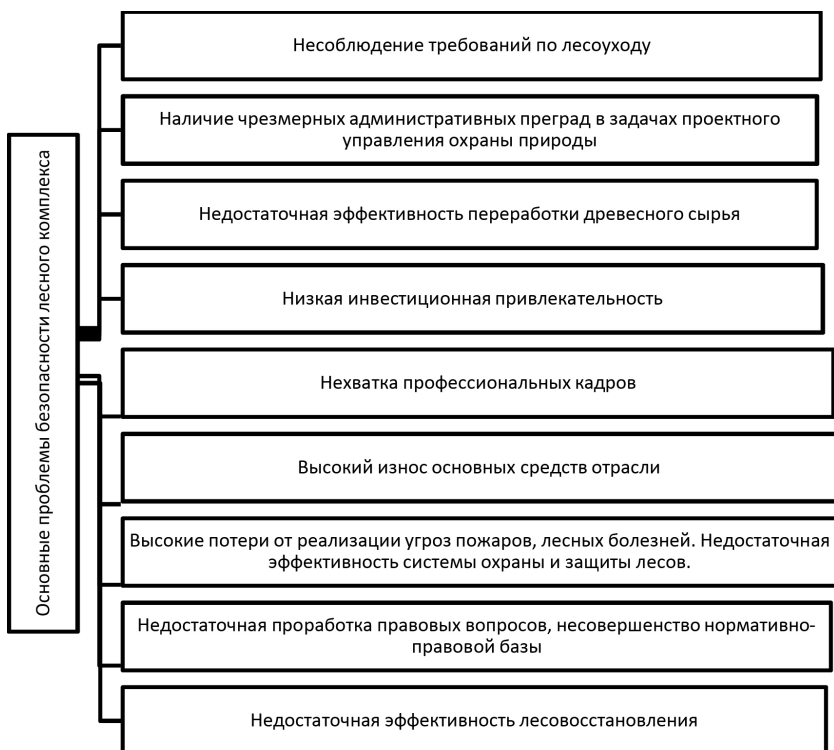 Основные проблемы безопасности лесного комплекса
Несоблюдение требований по лесоуходу
Наличие чрезмерных административных преград в задачах проектного
управления охраны природы
Недостаточная эффективность переработки древесного сырья
Низкая инвестиционная привлекательность
Нехватка профессиональных кадров
Высокий износ основных средств отрасли
Высокие потери от реализации угроз пожаров, лесных болезней. Недостаточная
эффективность системы охраны и защиты лесов.
Недостаточная проработка правовых вопросов, несовершенство нормативно-
правовой базы
Недостаточная эффективность лесовосстановления